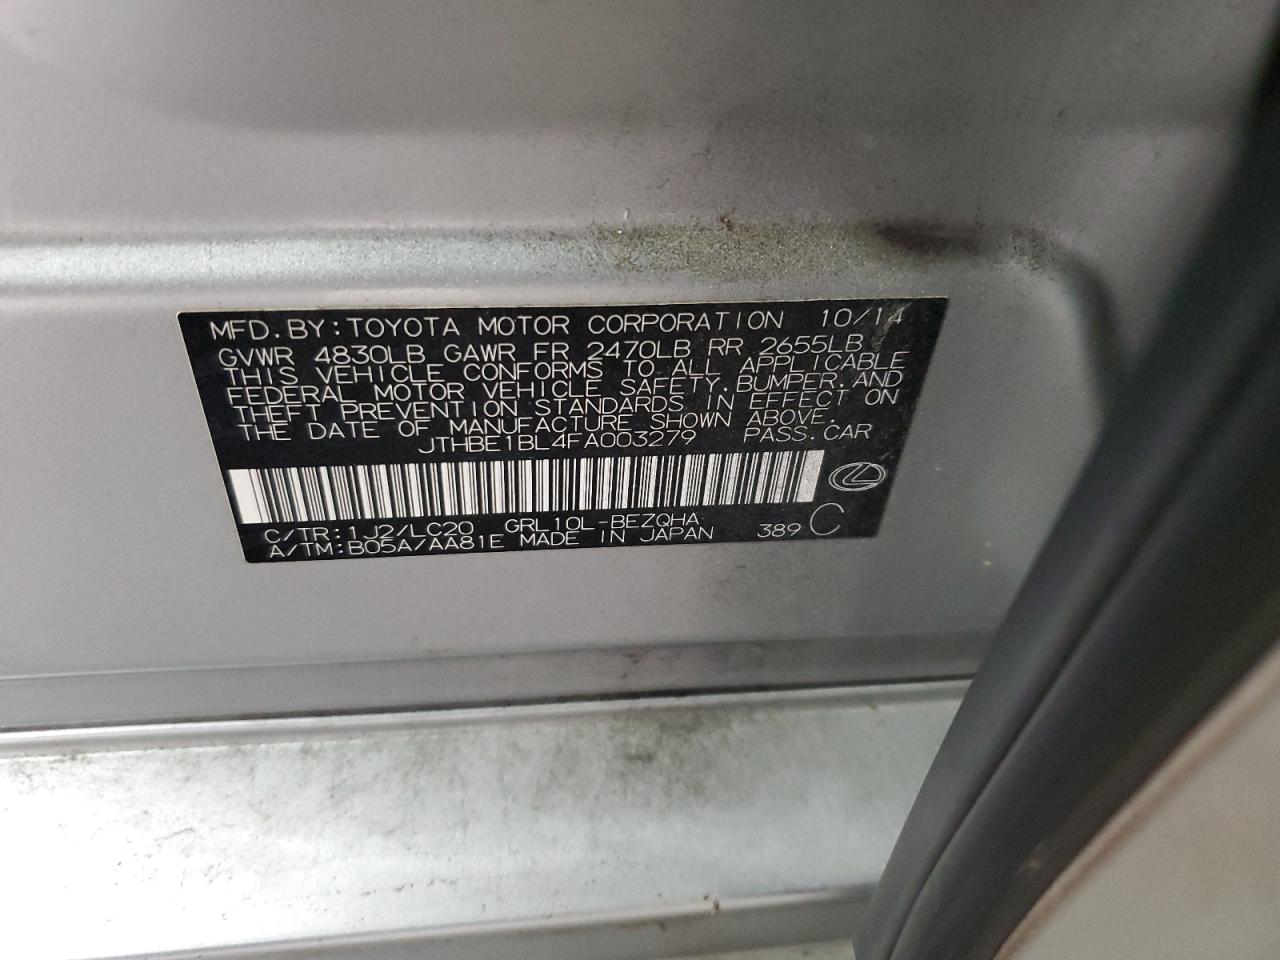 MFD. BY: TOYOTA MOTOR CORPORATION 10/14
GVWR 4830LB GAWR FR 2470LB RR 2655LB
THIS VEHICLE CONFORMS TO ALL APPLICABLE
FEDERAL MOTOR VEHICLE SAFETY, BUMPER, AND
THEFT PREVENTION STANDARDS IN EFFECT ON
THE DATE OF MANUFACTURE SHOWN ABOVE.
JTHBE1BL4FA003279 PASS. CAR
C/TR: 1J2/LC20 GRL10L-BEZQHA
A/TM: B05A/AA81E MADE IN JAPAN 389 C